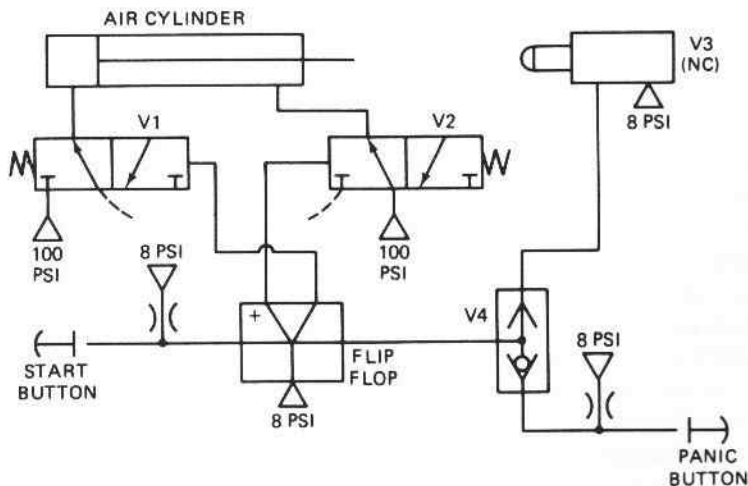 AIR CYLINDER
V3
(NC)
8 PSI
V1
V2
100
PSI
100
PSI
8 PSI
+
START
BUTTON
FLIP
FLOP
8 PSI
V4
8 PSI
PANIC
BUTTON